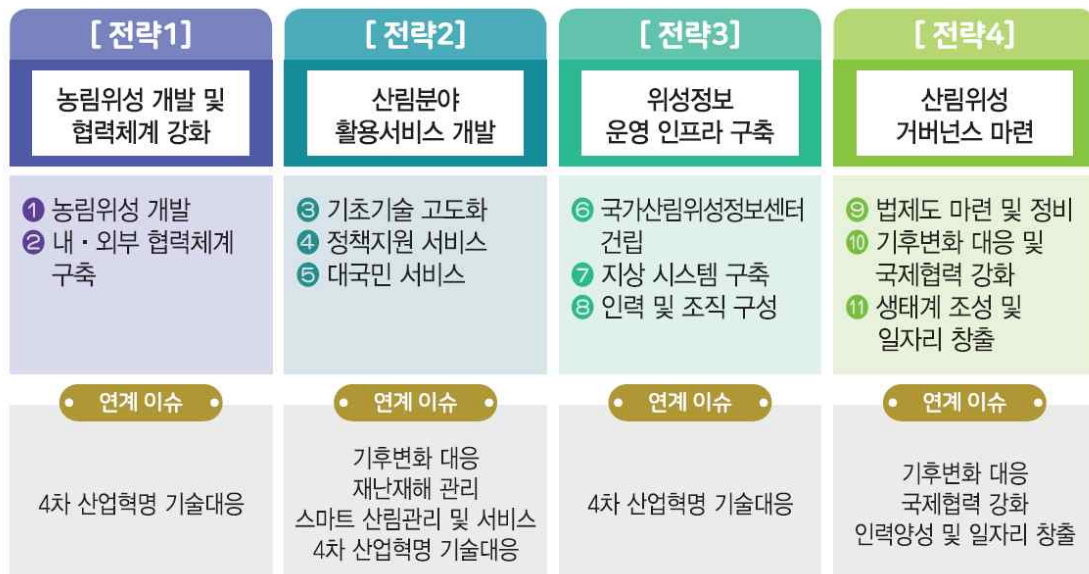 [ 전략1]
농림위성 개발 및
협력체계 강화
❶ 농림위성 개발
❷ 내·외부 협력체계
구축
연계 이슈
4차 산업혁명 기술대응
[ 전략2]
산림분야
활용서비스 개발
❸ 기초기술 고도화
❹ 정책지원 서비스
❺ 대국민 서비스
연계 이슈
기후변화 대응
재난재해 관리
스마트 산림관리 및 서비스
4차 산업혁명 기술대응
[ 전략3]
위성정보
운영 인프라 구축
❻ 국가산림위성정보센터
건립
❼ 지상 시스템 구축
❽ 인력 및 조직 구성
연계 이슈
4차 산업혁명 기술대응
[ 전략4]
산림위성
거버넌스 마련
❾ 법제도 마련 및 정비
❿ 기후변화 대응 및
국제협력 강화
⓫ 생태계 조성 및
일자리 창출
연계 이슈
기후변화 대응
국제협력 강화
인력양성 및 일자리 창출